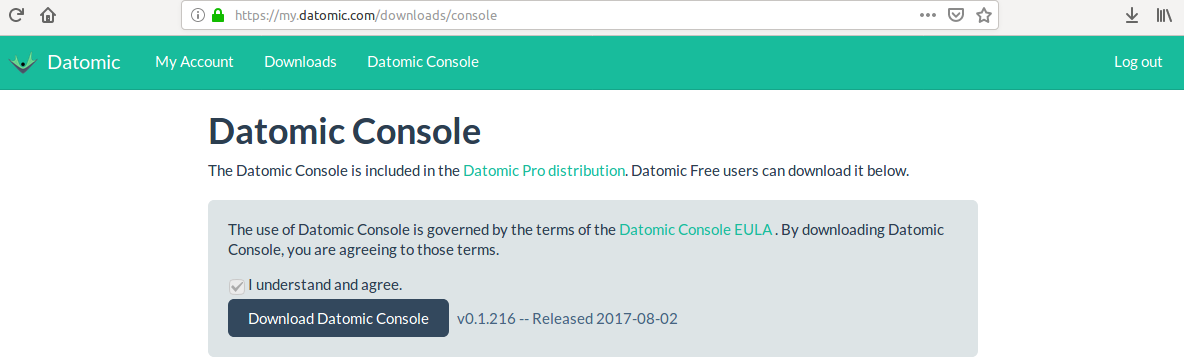 https://my.datomic.com/downloads/console
Datomic My Account Downloads Datomic Console Log out
Datomic Console
The Datomic Console is included in the Datomic Pro distribution. Datomic Free users can download it below.
The use of Datomic Console is governed by the terms of the Datomic Console EULA . By downloading Datomic
Console, you are agreeing to those terms.
I understand and agree.
Download Datomic Console v0.1.216 -- Released 2017-08-02